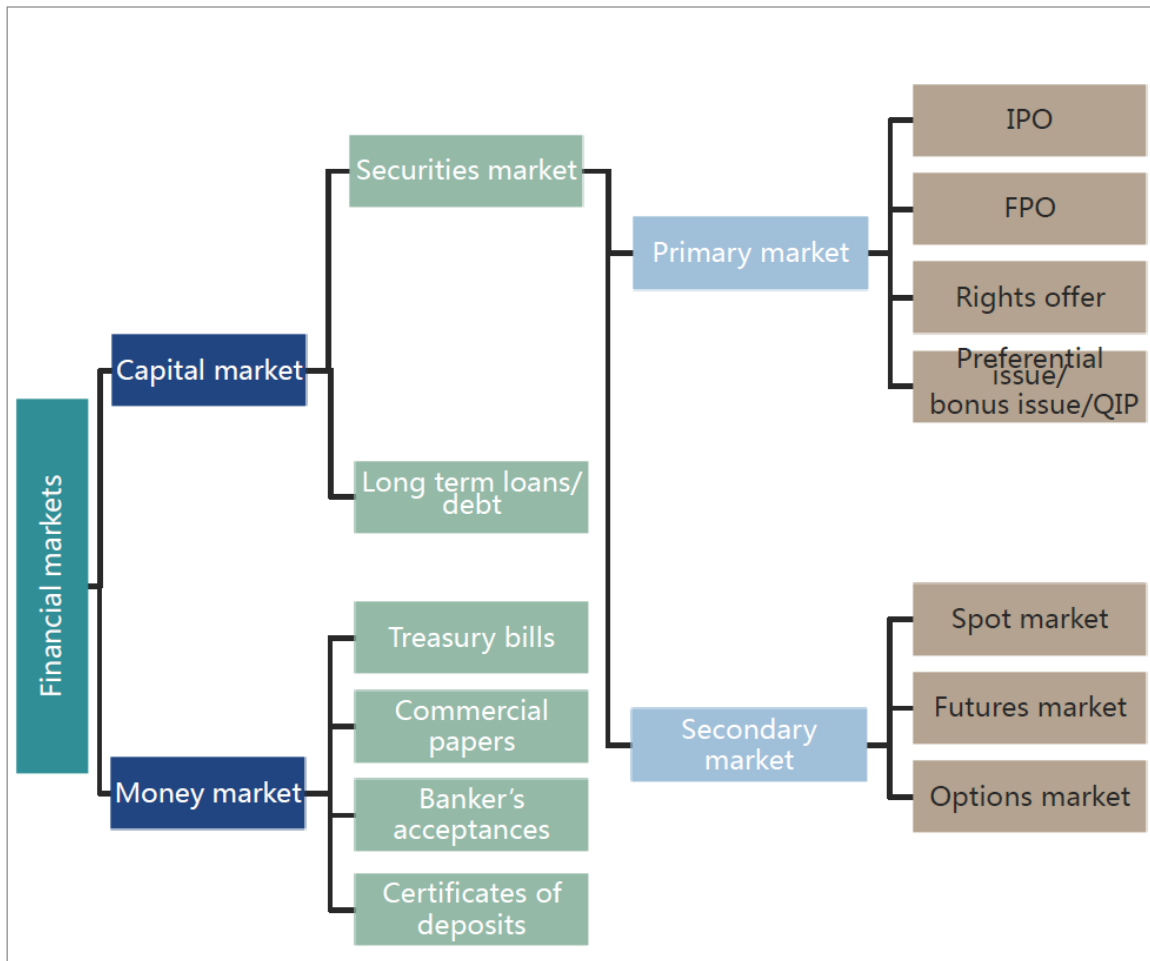 Financial markets
Capital market
Money market
Securities market
Long term loans/
debt
Treasury bills
Commercial
papers
Banker’s
acceptances
Certificates of
deposits
Primary market
Secondary
market
IPO
FPO
Rights offer
Preferential
issue/
bonus issue/QIP
Spot market
Futures market
Options market